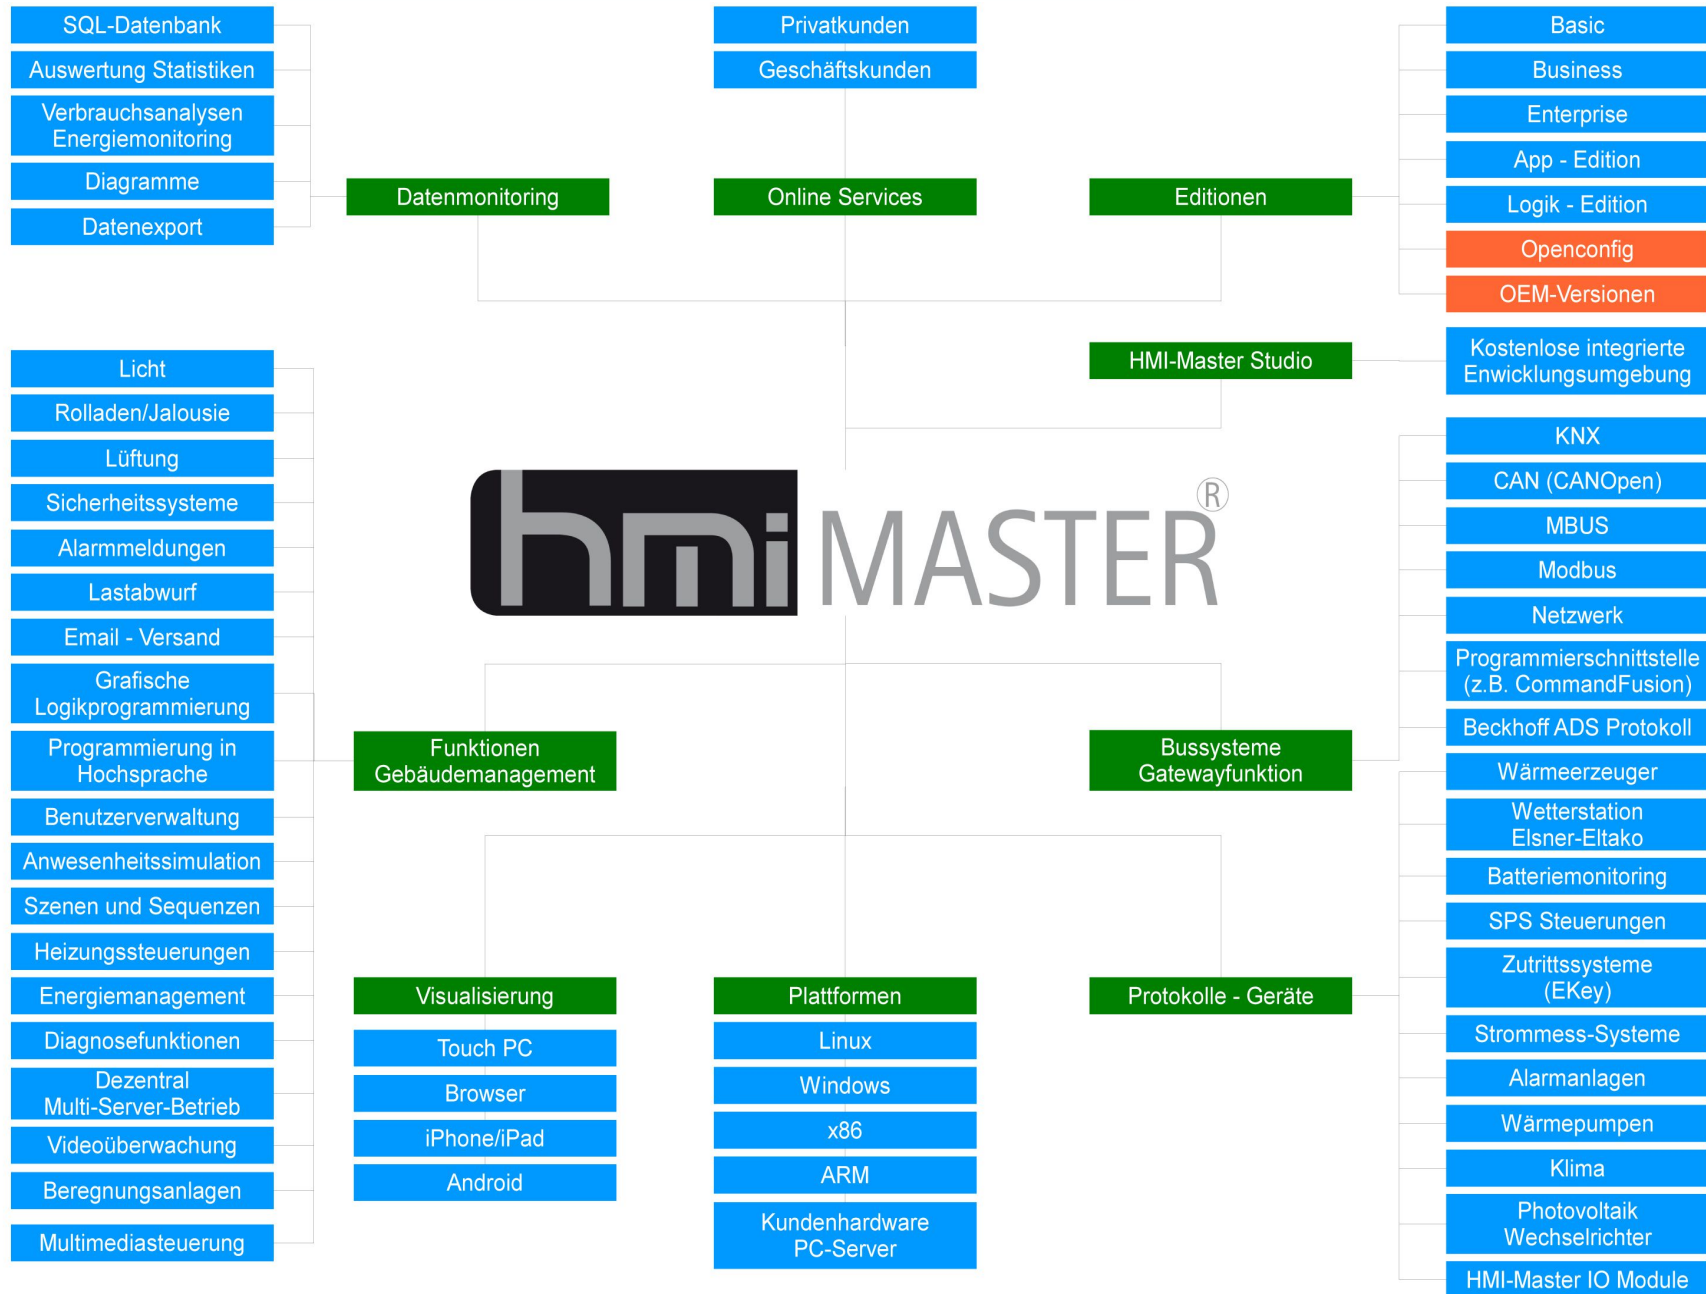 SQL-Datenbank
Auswertung Statistiken
Verbrauchsanalysen
Energiemonitoring
Diagramme
Datenexport
Datenmonitoring
Privatkunden
Geschäftskunden
Online Services
Editionen
Basic
Business
Enterprise
App - Edition
Logik - Edition
Openconfig
OEM-Versionen
HMI-Master Studio
Kostenlose integrierte
Enwicklungsumgebung
hmi MASTER®
Licht
Rolladen/Jalousie
Lüftung
Sicherheitssysteme
Alarmmeldungen
Lastabwurf
Email - Versand
Grafische
Logikprogrammierung
Programmierung in
Hochsprache
Benutzerverwaltung
Anwesenheitssimulation
Szenen und Sequenzen
Heizungssteuerungen
Energiemanagement
Diagnosefunktionen
Dezentral
Multi-Server-Betrieb
Videoüberwachung
Beregnungsanlagen
Multimediasteuerung
Funktionen
Gebäudemanagement
Bussysteme
Gatewayfunktion
KNX
CAN (CANOpen)
MBUS
Modbus
Netzwerk
Programmierschnittstelle
(z.B. CommandFusion)
Beckhoff ADS Protokoll
Visualisierung
Touch PC
Browser
iPhone/iPad
Android
Plattformen
Linux
Windows
x86
ARM
Kundenhardware
PC-Server
Protokolle - Geräte
Wärmeerzeuger
Wetterstation
Elsner-Eltako
Batteriemonitoring
SPS Steuerungen
Zutrittssysteme
(EKey)
Strommess-Systeme
Alarmanlagen
Wärmepumpen
Klima
Photovoltaik
Wechselrichter
HMI-Master IO Module